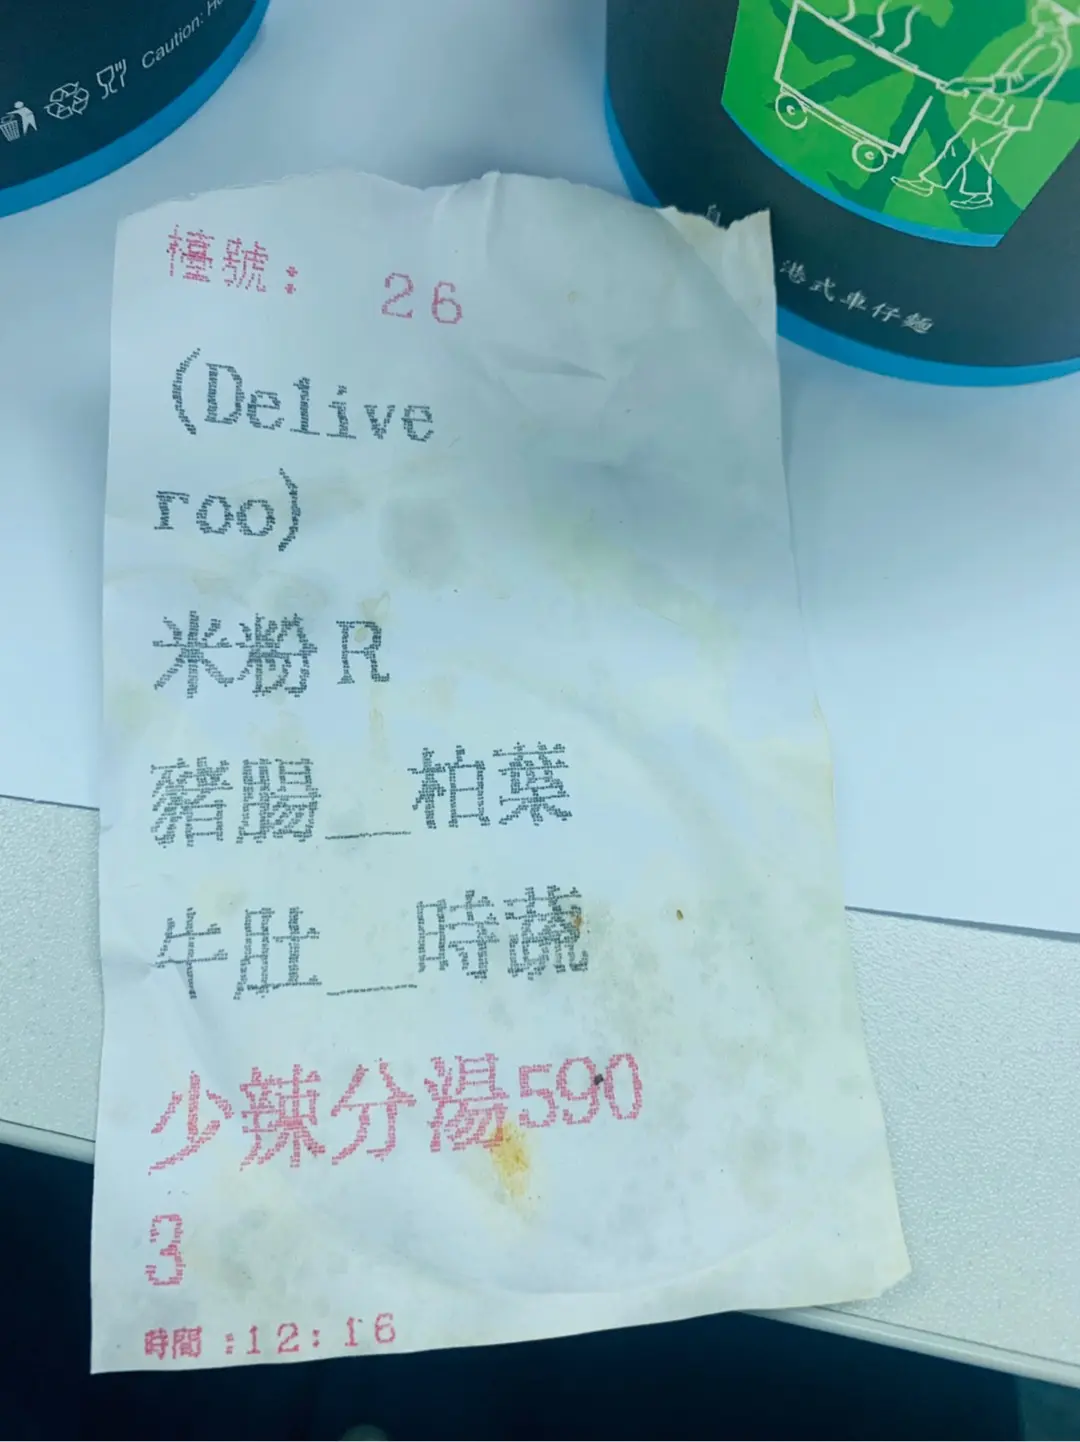 Caution:
港式車仔麵
檯號: 26
(Delive
roo)
米粉R
豬腸__柏葉
牛肚__時蔬
少辣分湯590
3
時間 :12:16